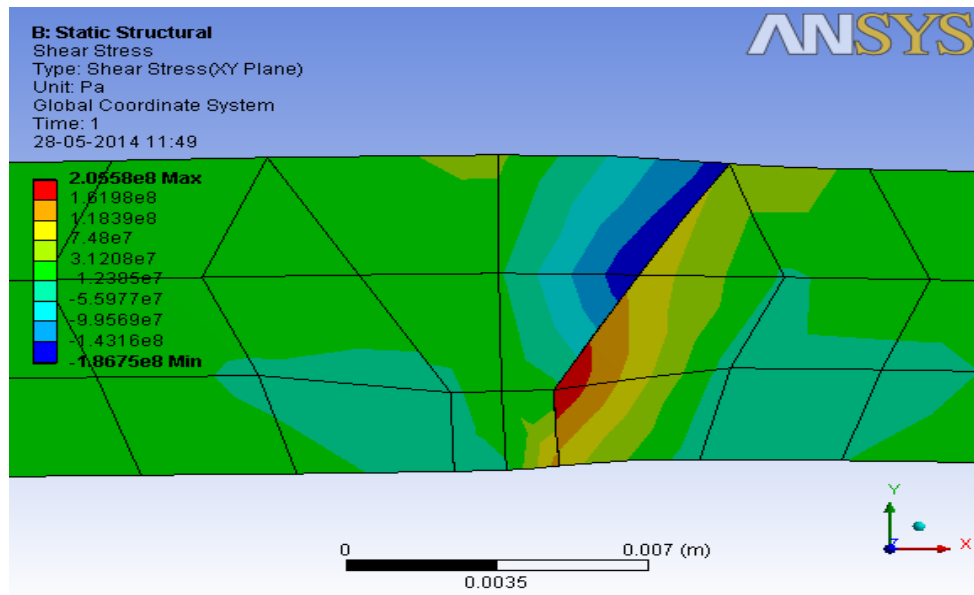 B: Static Structural
Shear Stress
Type: Shear Stress(XY Plane)
Unit: Pa
Global Coordinate System
Time: 1
28-05-2014 11:49
ANSYS
2.0558e8 Max
1.6198e8
1.1839e8
7.48e7
3.1208e7
-1.2385e7
-5.5977e7
-9.9569e7
-1.4316e8
-1.8675e8 Min
0
0.007 (m)
0.0035
Y
Z
X